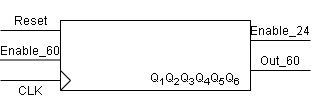 Reset
Enable_24
Enable_60
Out_60
Q1Q2Q3Q4Q5Q6
CLK